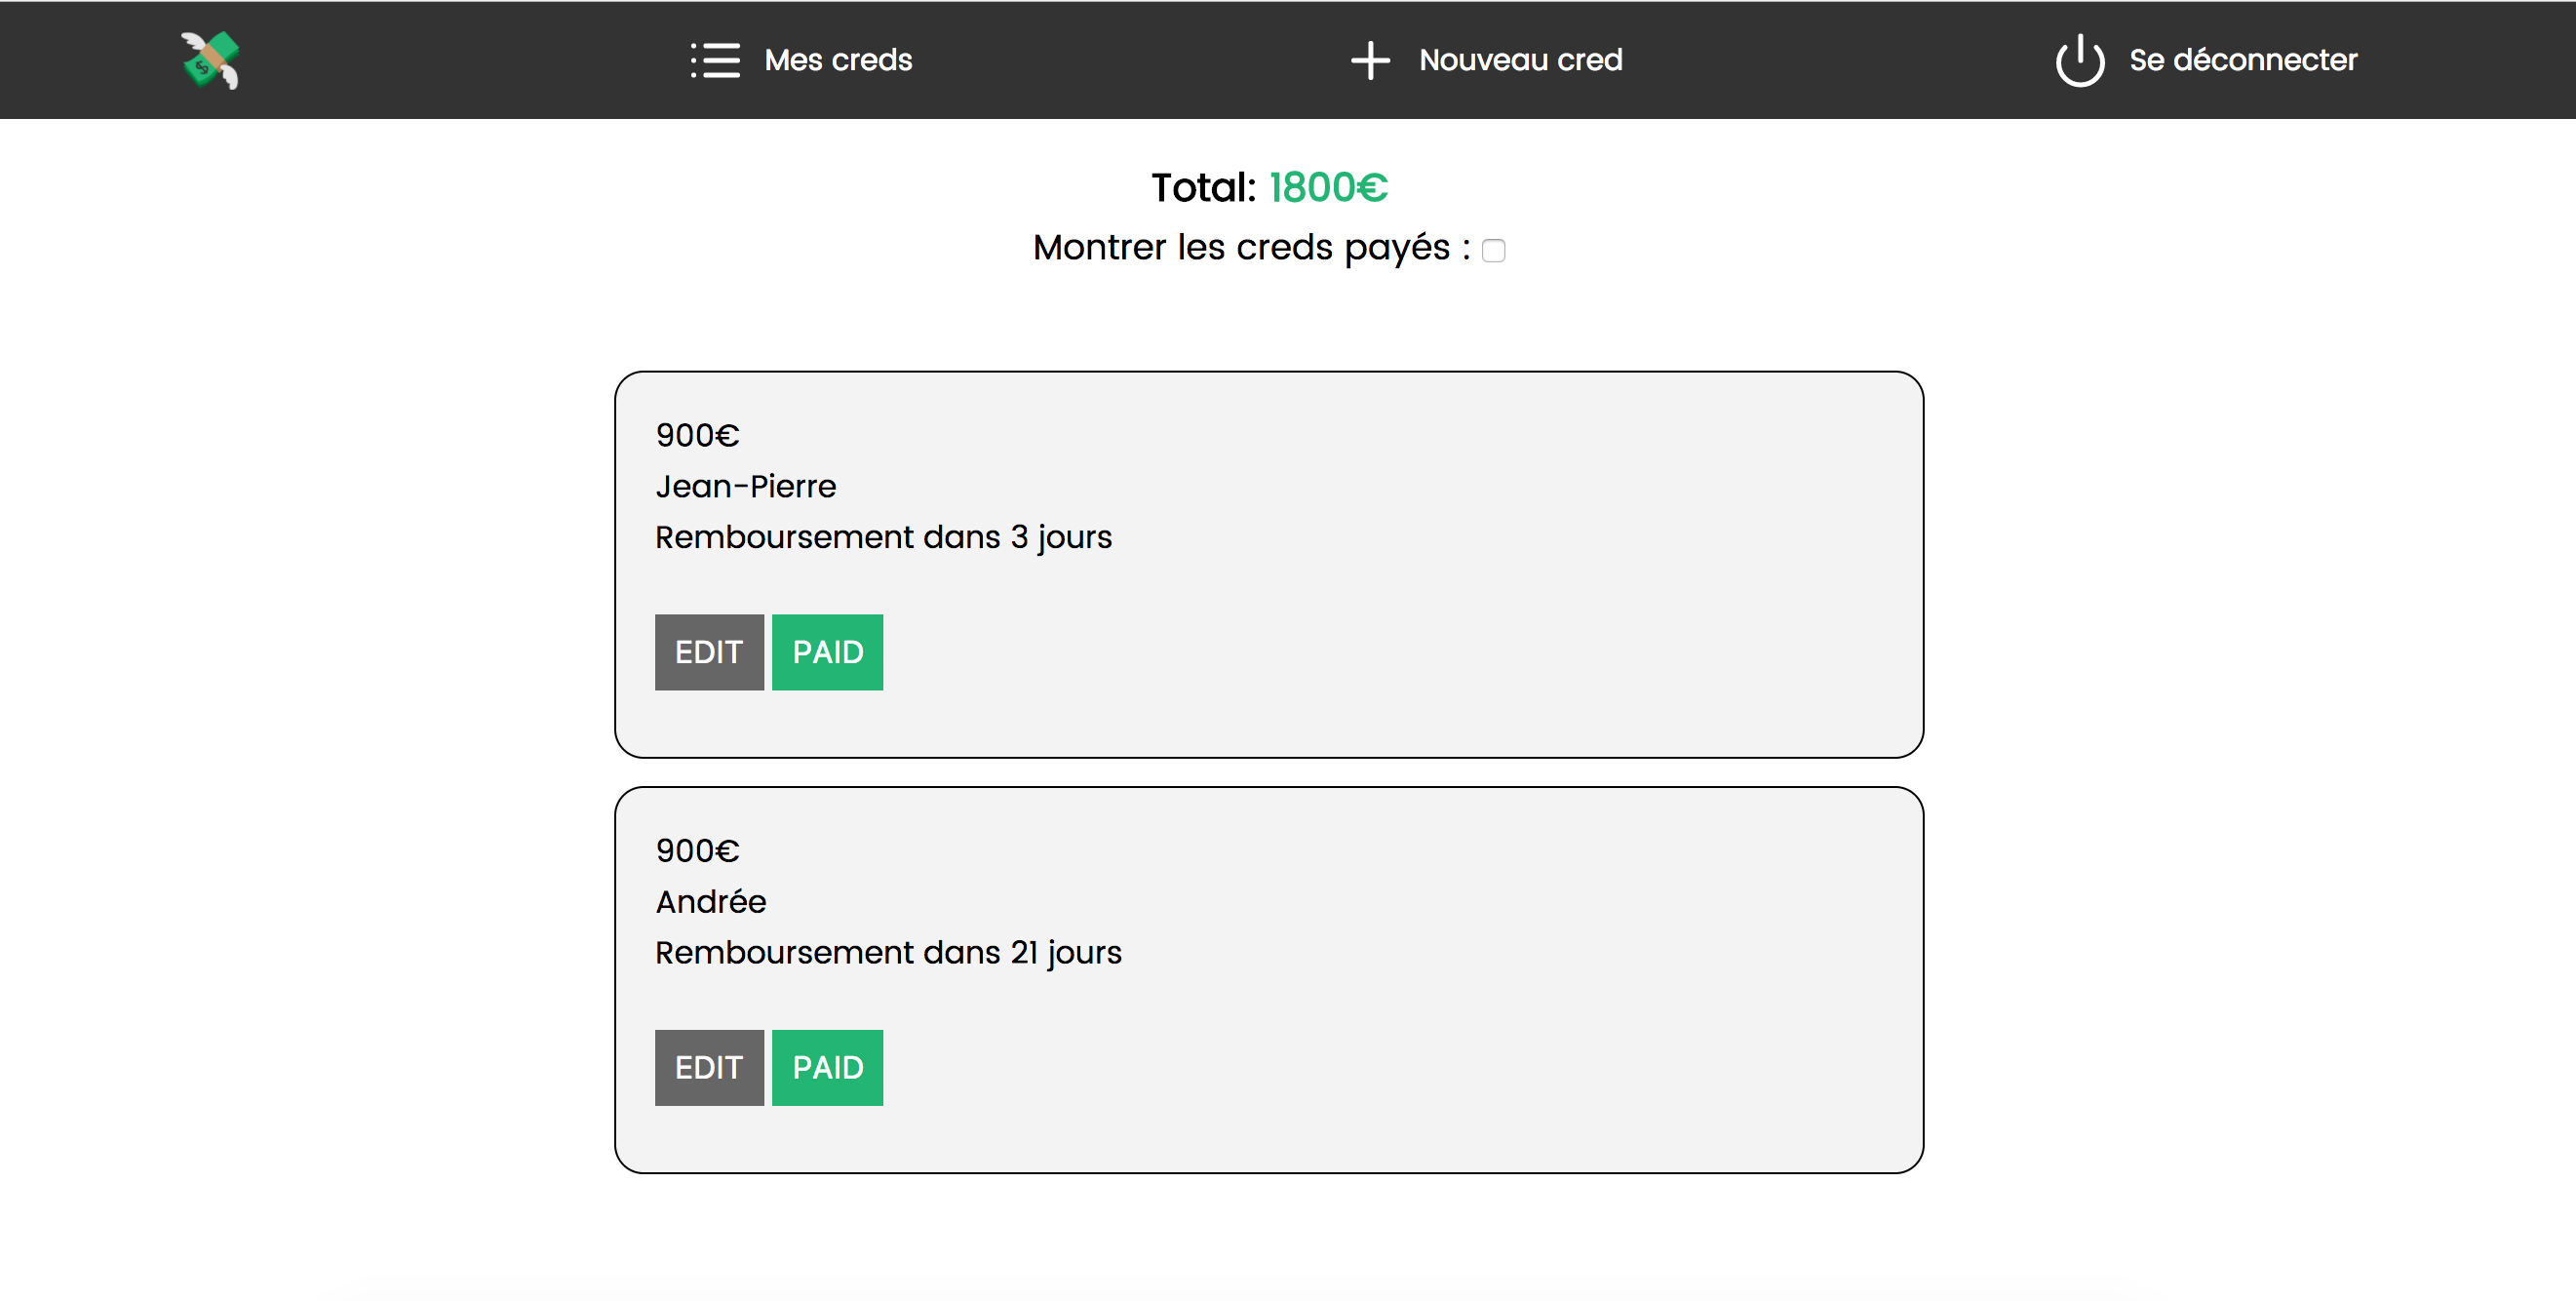 Mes creds
Nouveau cred
Se déconnecter
Total: 1800€
Montrer les creds payés :
900€
Jean-Pierre
Remboursement dans 3 jours
EDIT PAID
900€
Andrée
Remboursement dans 21 jours
EDIT PAID